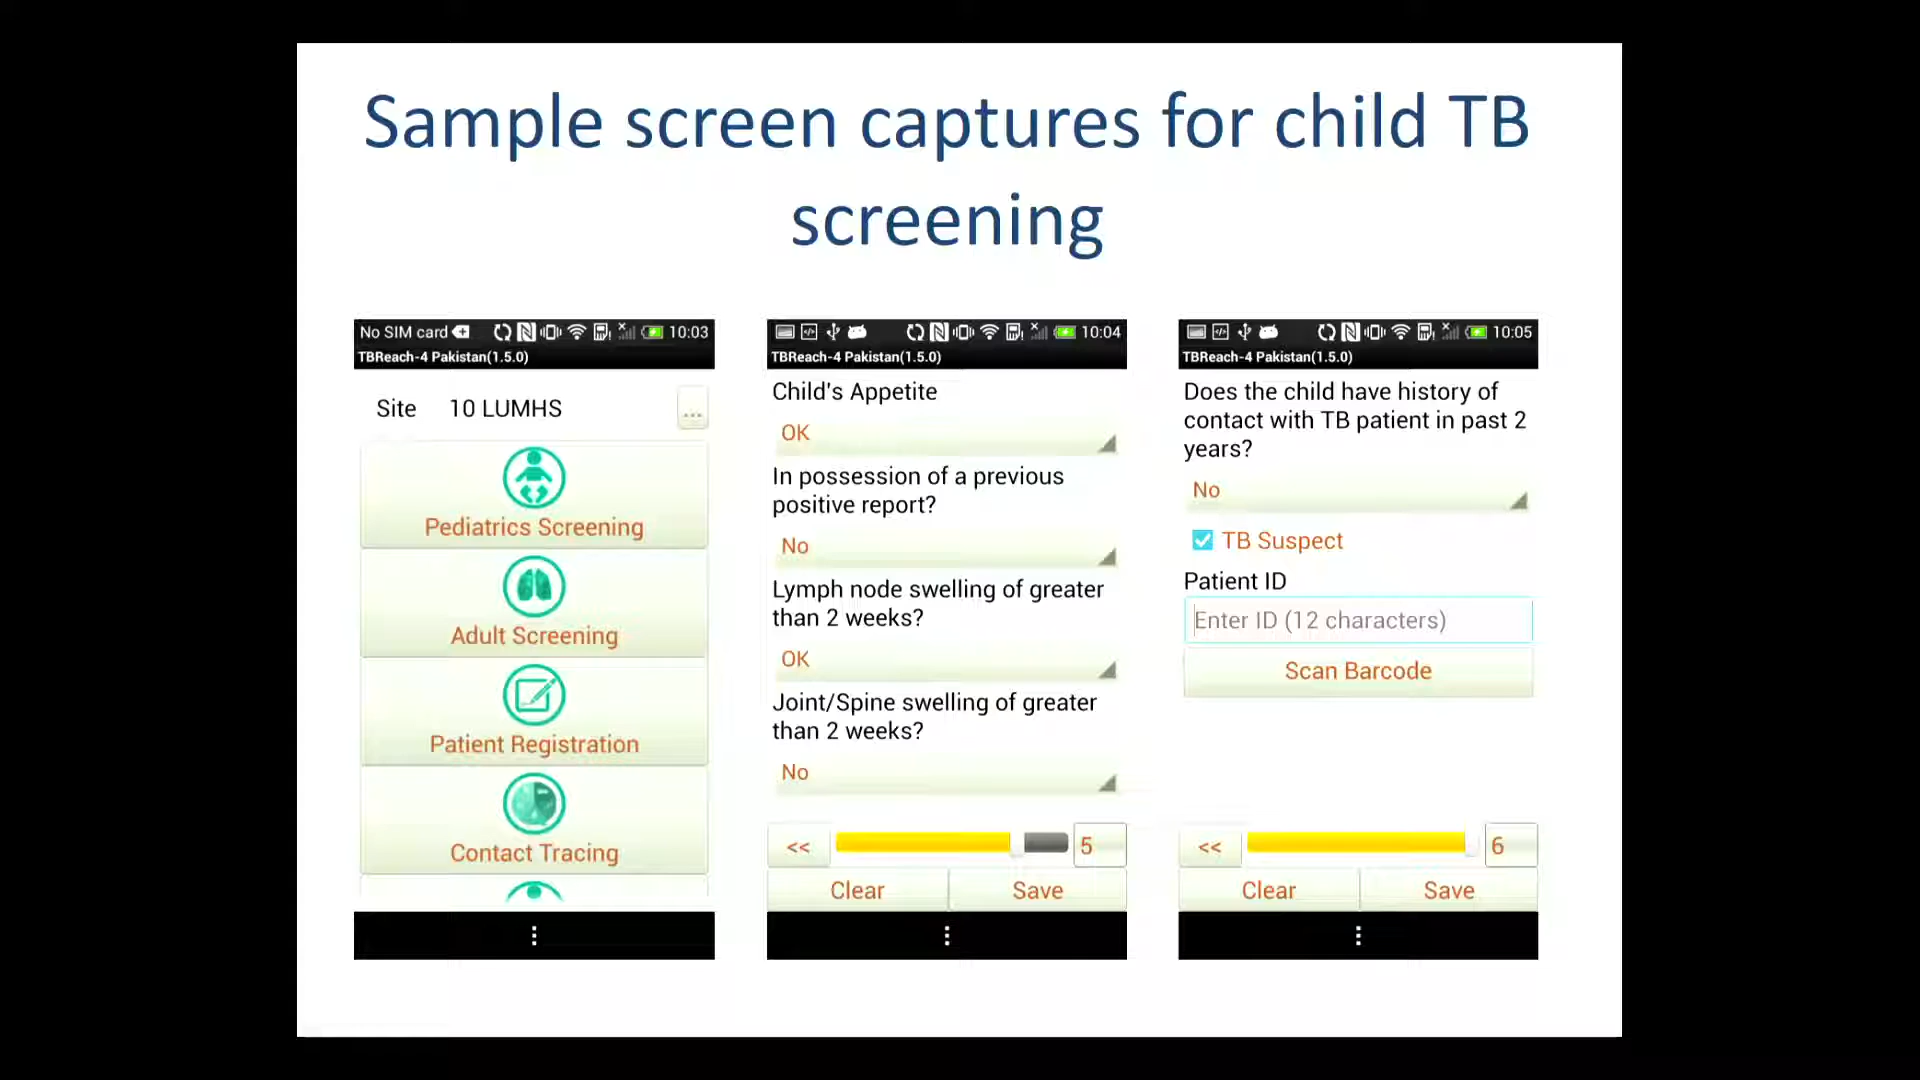 Sample screen captures for child TB
screening
No SIM card
10:03
TBReach-4 Pakistan(1.5.0)
Site 10 LUMHS
...
Pediatrics Screening
Adult Screening
Patient Registration
Contact Tracing
10:04
TBReach-4 Pakistan(1.5.0)
Child's Appetite
OK
In possession of a previous
positive report?
No
Lymph node swelling of greater
than 2 weeks?
OK
Joint/Spine swelling of greater
than 2 weeks?
No
<<
5
Clear Save
10:05
TBReach-4 Pakistan(1.5.0)
Does the child have history of
contact with TB patient in past 2
years?
No
TB Suspect
Patient ID
Enter ID (12 characters)
Scan Barcode
<<
6
Clear Save